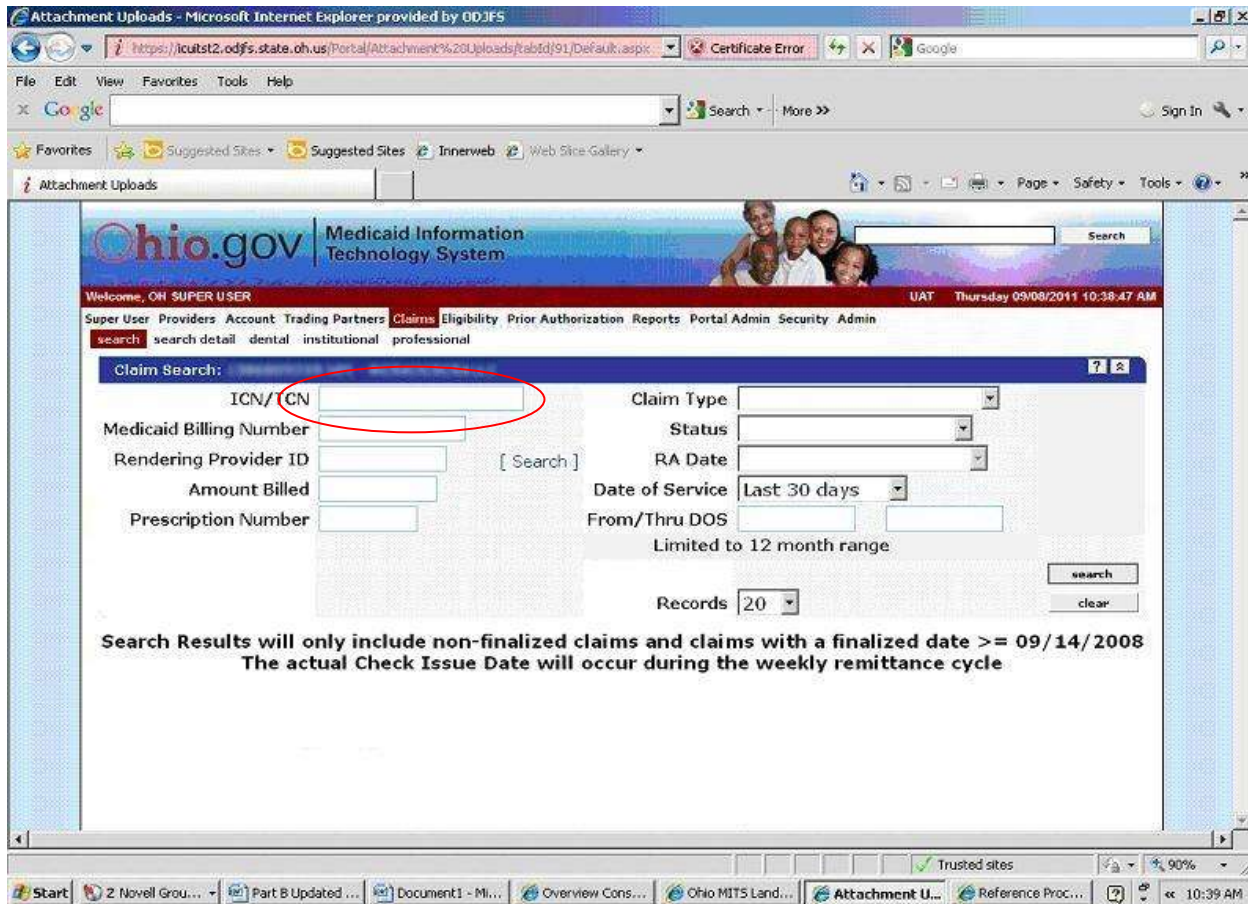 Attachment Uploads - Microsoft Internet Explorer provided by ODJFS
https://icuitst2.odjfs.state.oh.us/Portal/Attachment%20Uploads/tabId/91/Default.aspx Certificate Error Google
File Edit View Favorites Tools Help
x Google Search More >> Sign In
Favorites Suggested Sites Suggested Sites Innerweb Web Slice Gallery
Attachment Uploads Page Safety Tools
Ohio.gov Medicaid Information
Technology System
Search
Welcome, OH SUPER USER UAT Thursday 09/08/2011 10:38:47 AM
Super User Providers Account Trading Partners Claims Eligibility Prior Authorization Reports Portal Admin Security Admin
search search detail dental institutional professional
Claim Search: ?
ICN/TCN Claim Type
Medicaid Billing Number Status
Rendering Provider ID [ Search ] RA Date
Amount Billed Date of Service Last 30 days
Prescription Number From/Thru DOS
Limited to 12 month range
search
Records 20 clear
Search Results will only include non-finalized claims and claims with a finalized date >= 09/14/2008
The actual Check Issue Date will occur during the weekly remittance cycle
Trusted sites 90%
Start 2 Novell Grou... Part B Updated ... Document1 - Mi... Overview Cons... Ohio MITS Land... Attachment U... Reference Proc... « 10:39 AM